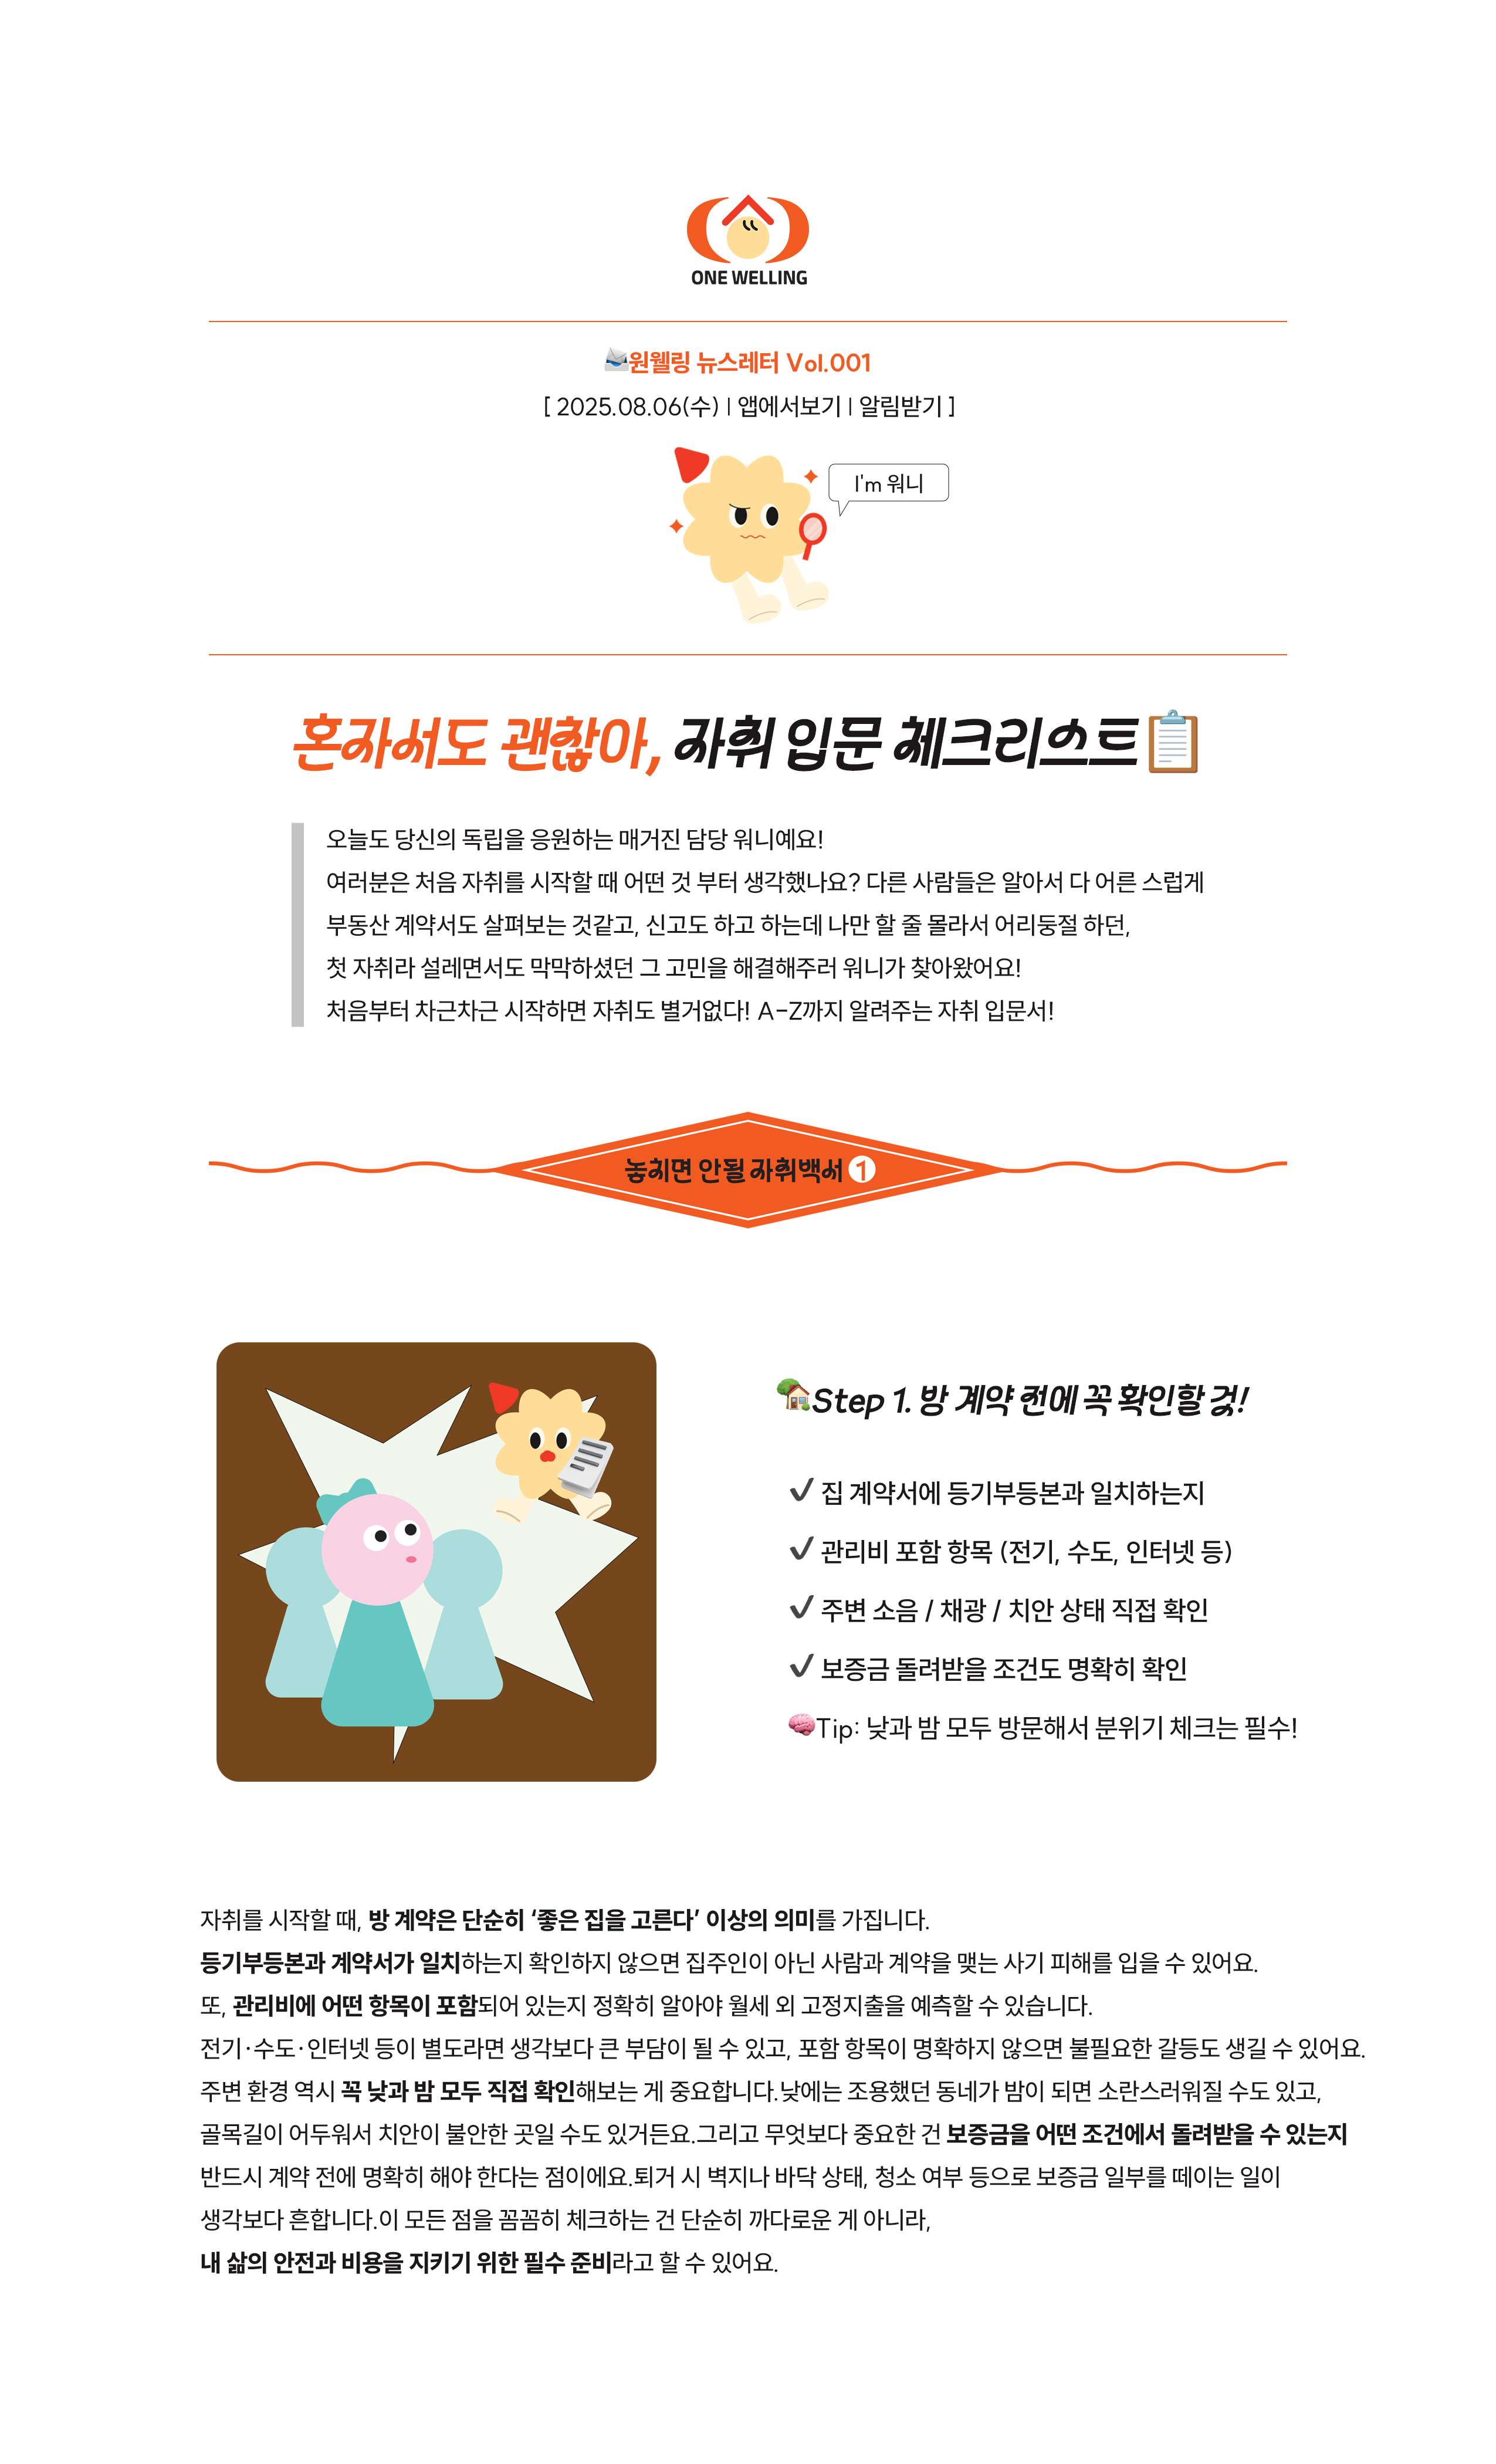 ONE WELLING
원웰링 뉴스레터 Vol.001
[ 2025.08.06(수) | 앱에서보기 | 알림받기 ]
I'm 워니
혼자서도 괜찮아, 자취 입문 체크리스트
오늘도 당신의 독립을 응원하는 매거진 담당 워니예요!
여러분은 처음 자취를 시작할 때 어떤 것 부터 생각했나요? 다른 사람들은 알아서 다 어른 스럽게
부동산 계약서도 살펴보는 것같고, 신고도 하고 하는데 나만 할 줄 몰라서 어리둥절 하던,
첫 자취라 설레면서도 막막하셨던 그 고민을 해결해주러 워니가 찾아왔어요!
처음부터 차근차근 시작하면 자취도 별거없다! A-Z까지 알려주는 자취 입문서!
놓치면 안될 자취백서 1
Step 1. 방 계약 전에 꼭 확인할 것!
✔ 집 계약서에 등기부등본과 일치하는지
✔ 관리비 포함 항목 (전기, 수도, 인터넷 등)
✔ 주변 소음 / 채광 / 치안 상태 직접 확인
✔ 보증금 돌려받을 조건도 명확히 확인
Tip: 낮과 밤 모두 방문해서 분위기 체크는 필수!
자취를 시작할 때, 방 계약은 단순히 ‘좋은 집을 고른다’ 이상의 의미를 가집니다.
등기부등본과 계약서가 일치하는지 확인하지 않으면 집주인이 아닌 사람과 계약을 맺는 사기 피해를 입을 수 있어요.
또, 관리비에 어떤 항목이 포함되어 있는지 정확히 알아야 월세 외 고정지출을 예측할 수 있습니다.
전기·수도·인터넷 등이 별도라면 생각보다 큰 부담이 될 수 있고, 포함 항목이 명확하지 않으면 불필요한 갈등도 생길 수 있어요.
주변 환경 역시 꼭 낮과 밤 모두 직접 확인해보는 게 중요합니다.낮에는 조용했던 동네가 밤이 되면 소란스러워질 수도 있고,
골목길이 어두워서 치안이 불안한 곳일 수도 있거든요.그리고 무엇보다 중요한 건 보증금을 어떤 조건에서 돌려받을 수 있는지
반드시 계약 전에 명확히 해야 한다는 점이에요.퇴거 시 벽지나 바닥 상태, 청소 여부 등으로 보증금 일부를 떼이는 일이
생각보다 흔합니다.이 모든 점을 꼼꼼히 체크하는 건 단순히 까다로운 게 아니라,
내 삶의 안전과 비용을 지키기 위한 필수 준비라고 할 수 있어요.